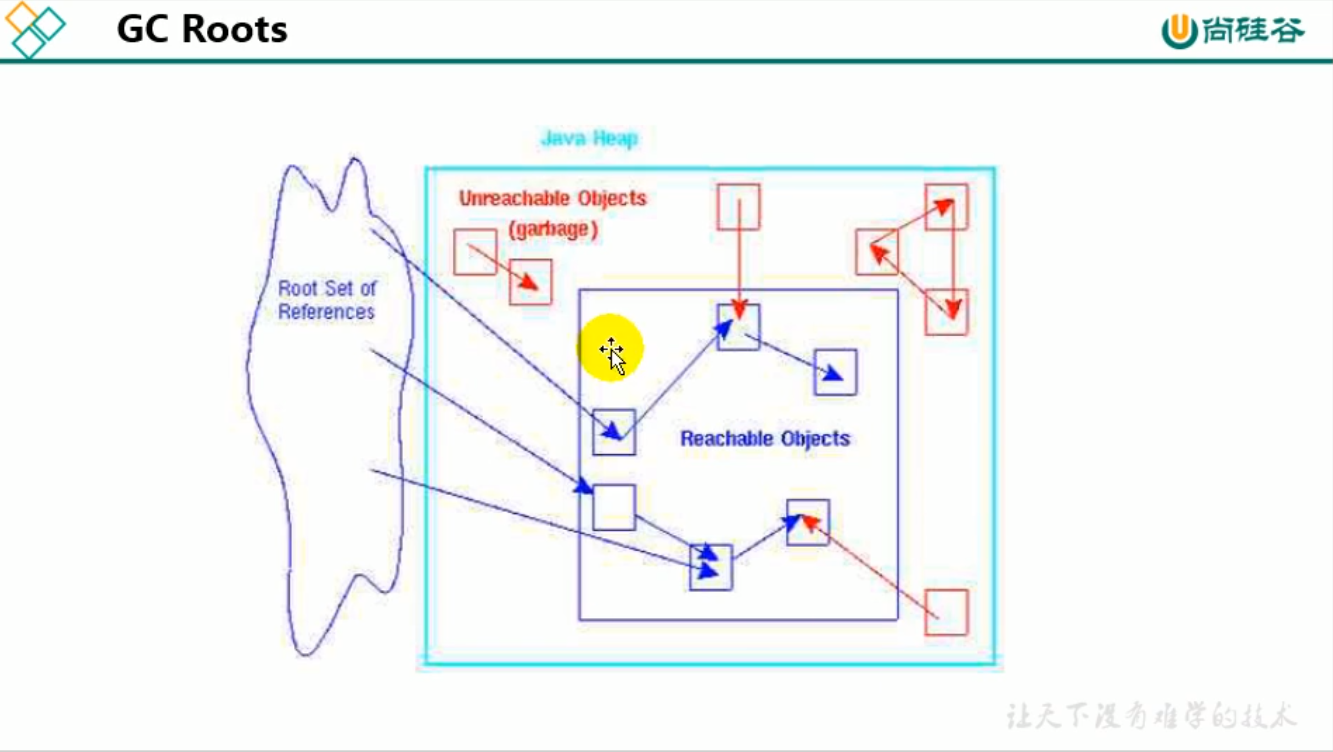 GC Roots
尚硅谷
Java Heap
Unreachable Objects
(garbage)
Root Set of
References
Reachable Objects
让天下没有难学的技术